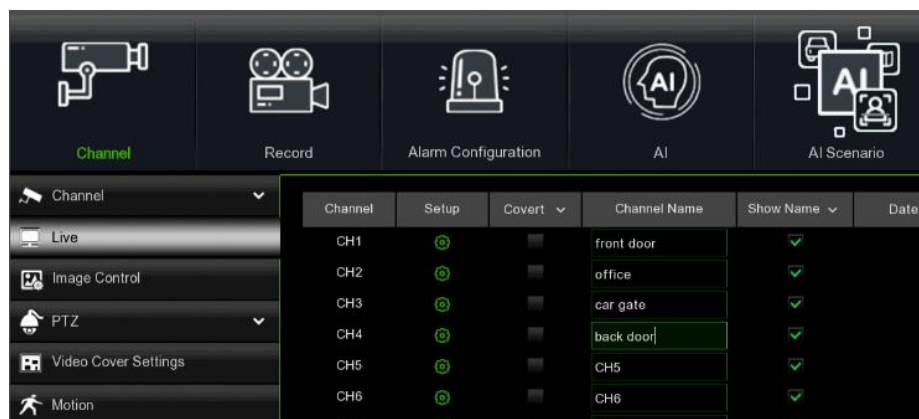 AI
AI
Channel
Record
Alarm Configuration
AI
AI Scenario
Channel
Live
Image Control
PTZ
Video Cover Settings
Motion
Channel Setup Covert Channel Name Show Name Date
CH1 front door
CH2 office
CH3 car gate
CH4 back door
CH5 CH5
CH6 CH6